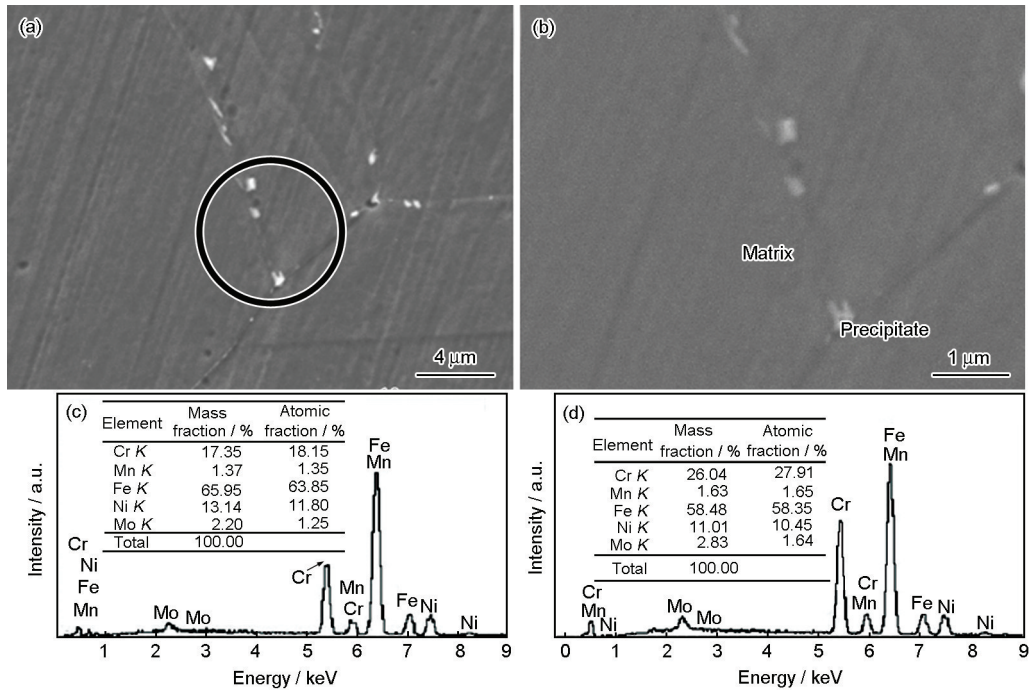 (a)
4 μm
(b)
Matrix
Precipitate
1 μm
(c)
Element Mass fraction / % Atomic fraction / %
Cr K 17.35 18.15
Mn K 1.37 1.35
Fe K 65.95 63.85
Ni K 13.14 11.80
Mo K 2.20 1.25
Total 100.00
Intensity / a.u.
Cr
Ni
Fe
Mn
Mo
Mo
Cr
Mn
Cr
Fe
Mn
Fe
Ni
Ni
1 2 3 4 5 6 7 8 9
Energy / keV
(d)
Element Mass fraction / % Atomic fraction / %
Cr K 26.04 27.91
Mn K 1.63 1.65
Fe K 58.48 58.35
Ni K 11.01 10.45
Mo K 2.83 1.64
Total 100.00
Intensity / a.u.
Cr
Mn
Ni
Mo
Mo
Cr
Cr
Mn
Fe
Mn
Fe
Ni
Ni
0 1 2 3 4 5 6 7 8 9
Energy / keV